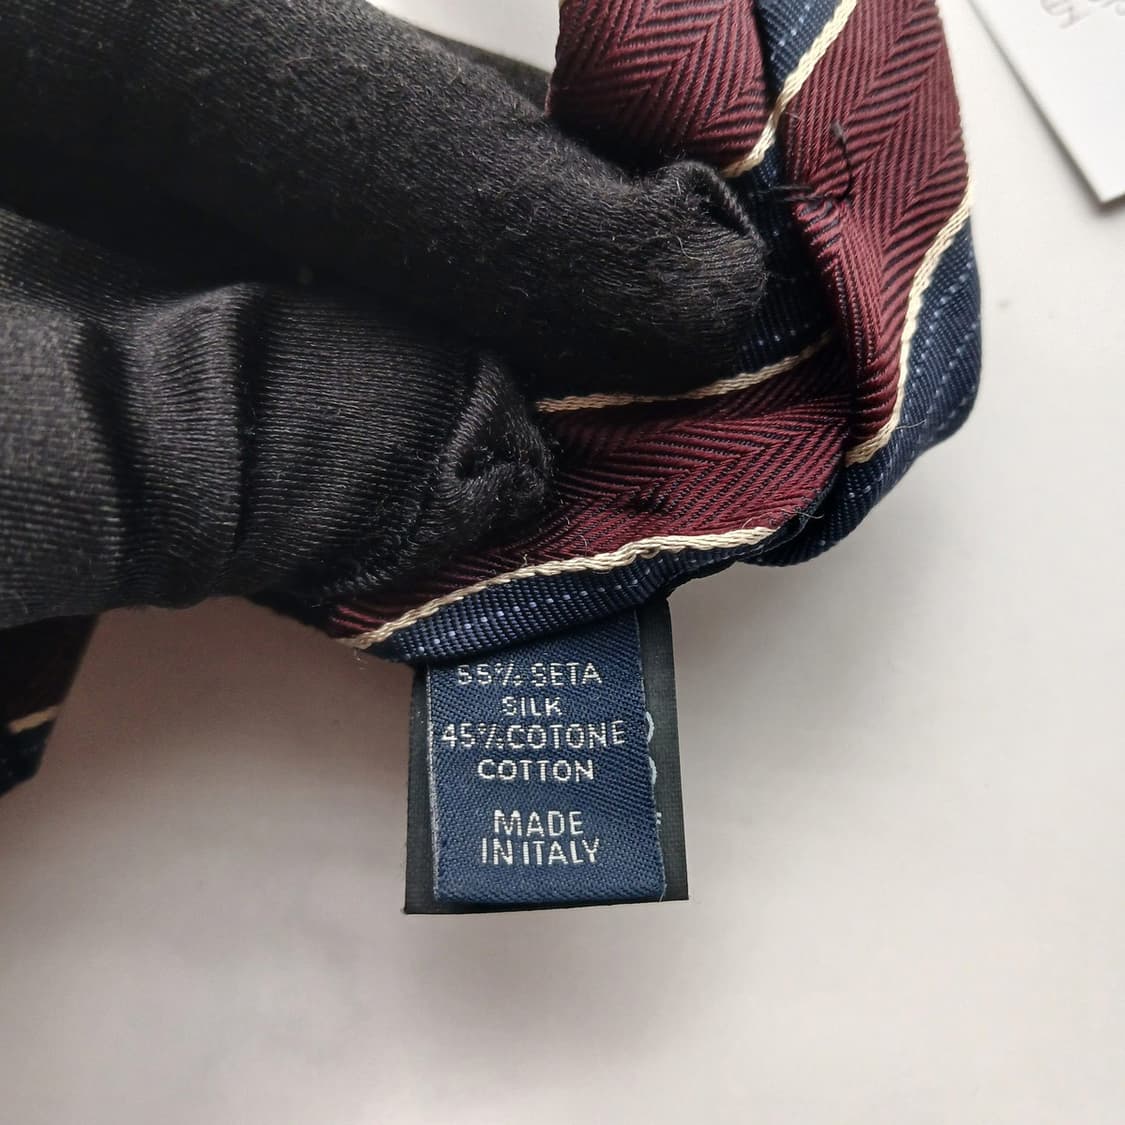 55% SETA
SILK
45% COTONE
COTTON
MADE
IN ITALY